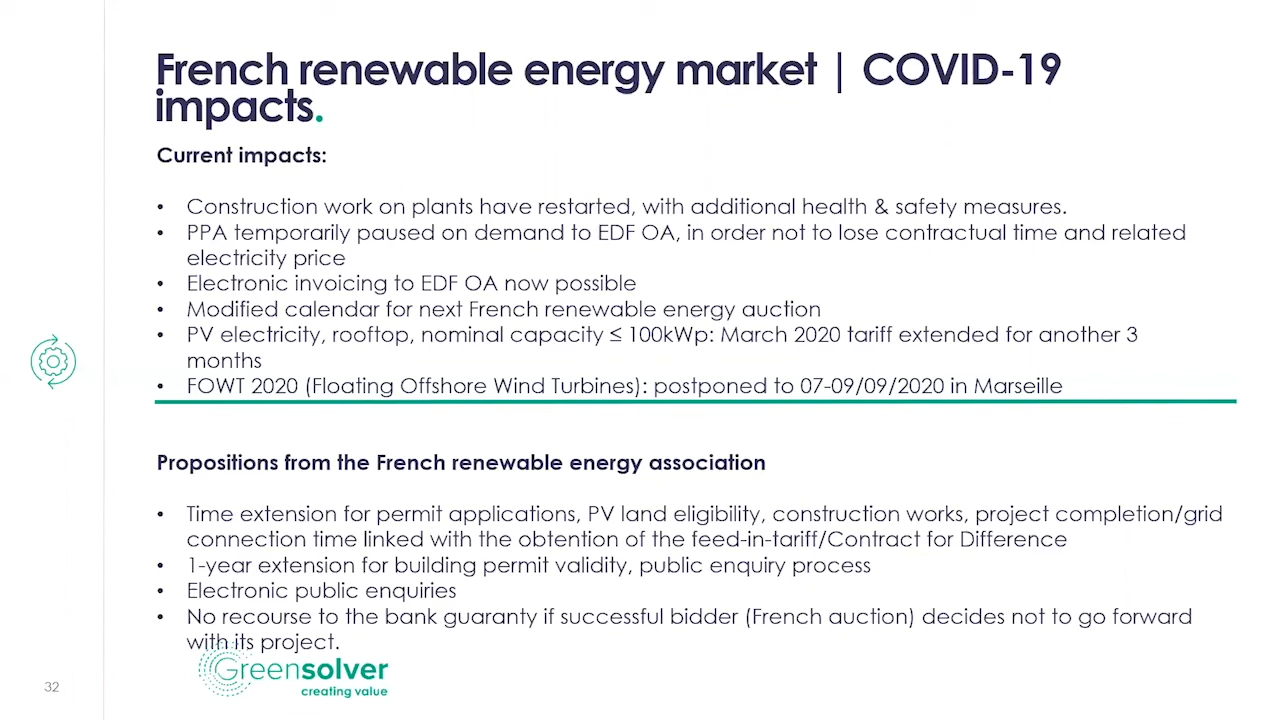 French renewable energy market | COVID-19
impacts.
Current impacts:
• Construction work on plants have restarted, with additional health & safety measures.
• PPA temporarily paused on demand to EDF OA, in order not to lose contractual time and related
electricity price
• Electronic invoicing to EDF OA now possible
• Modified calendar for next French renewable energy auction
• PV electricity, rooftop, nominal capacity ≤ 100kWp: March 2020 tariff extended for another 3
months
• FOWT 2020 (Floating Offshore Wind Turbines): postponed to 07-09/09/2020 in Marseille
Propositions from the French renewable energy association
• Time extension for permit applications, PV land eligibility, construction works, project completion/grid
connection time linked with the obtention of the feed-in-tariff/Contract for Difference
• 1-year extension for building permit validity, public enquiry process
• Electronic public enquiries
• No recourse to the bank guaranty if successful bidder (French auction) decides not to go forward
with its project.
Greensolver
creating value
32